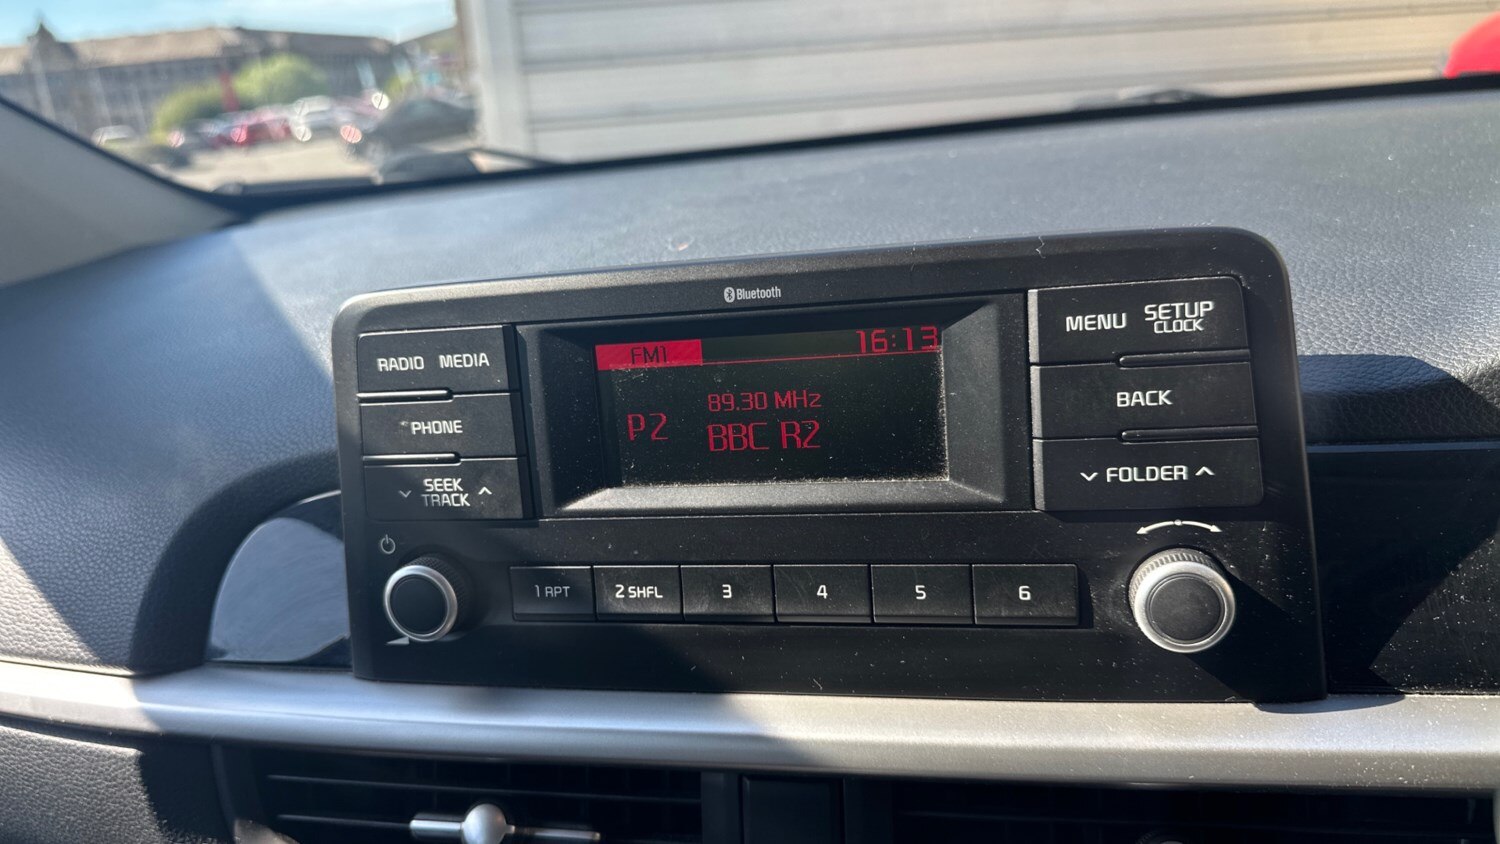 Bluetooth
RADIO MEDIA
PHONE
SEEK
TRACK
FM1 16:13
P2
89.30 MHz
BBC R2
MENU
SETUP
CLOCK
BACK
FOLDER
1 RPT
2 SHFL
3
4
5
6